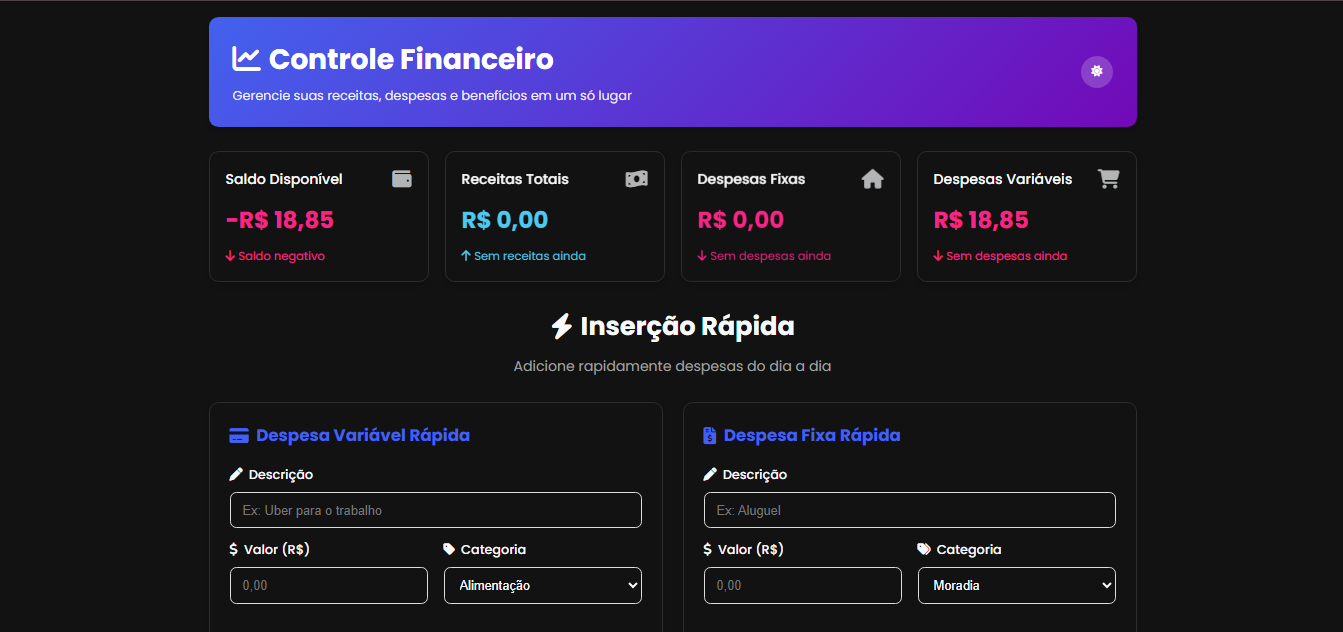 Controle Financeiro
Gerencie suas receitas, despesas e benefícios em um só lugar
Saldo Disponível
-R$ 18,85
Saldo negativo
Receitas Totais
R$ 0,00
Sem receitas ainda
Despesas Fixas
R$ 0,00
Sem despesas ainda
Despesas Variáveis
R$ 18,85
Sem despesas ainda
Inserção Rápida
Adicione rapidamente despesas do dia a dia
Despesa Variável Rápida
Descrição
Ex: Uber para o trabalho
Valor (R$)
0,00
Categoria
Alimentação
Despesa Fixa Rápida
Descrição
Ex: Aluguel
Valor (R$)
0,00
Categoria
Moradia